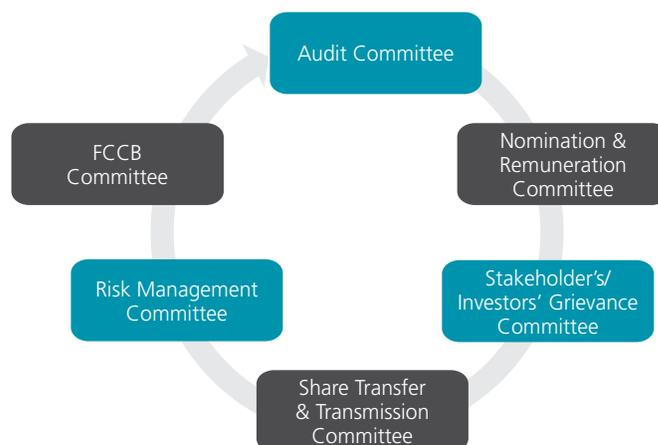 Audit Committee
Nomination &
Remuneration
Committee
Stakeholder’s/
Investors’ Grievance
Committee
Share Transfer
& Transmission
Committee
Risk Management
Committee
FCCB
Committee